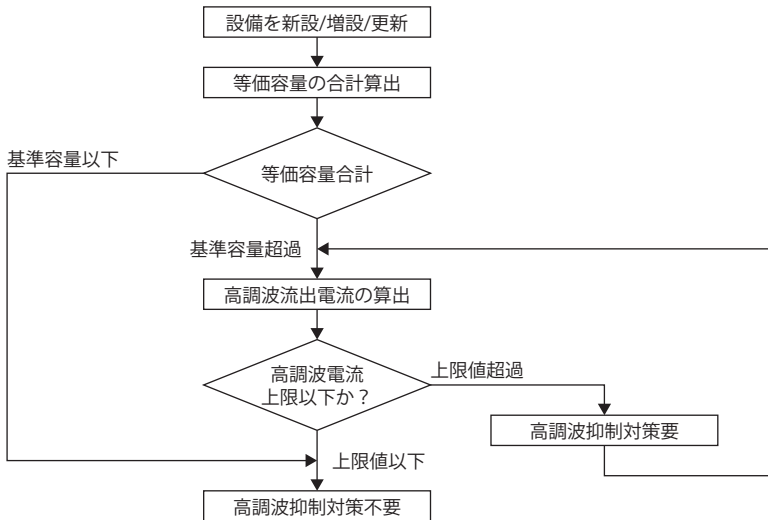 設備を新設/増設/更新
等価容量の合計算出
基準容量以下
等価容量合計
基準容量超過
高調波流出電流の算出
高調波電流
上限以下か？
上限値超過
高調波抑制対策要
上限値以下
高調波抑制対策不要